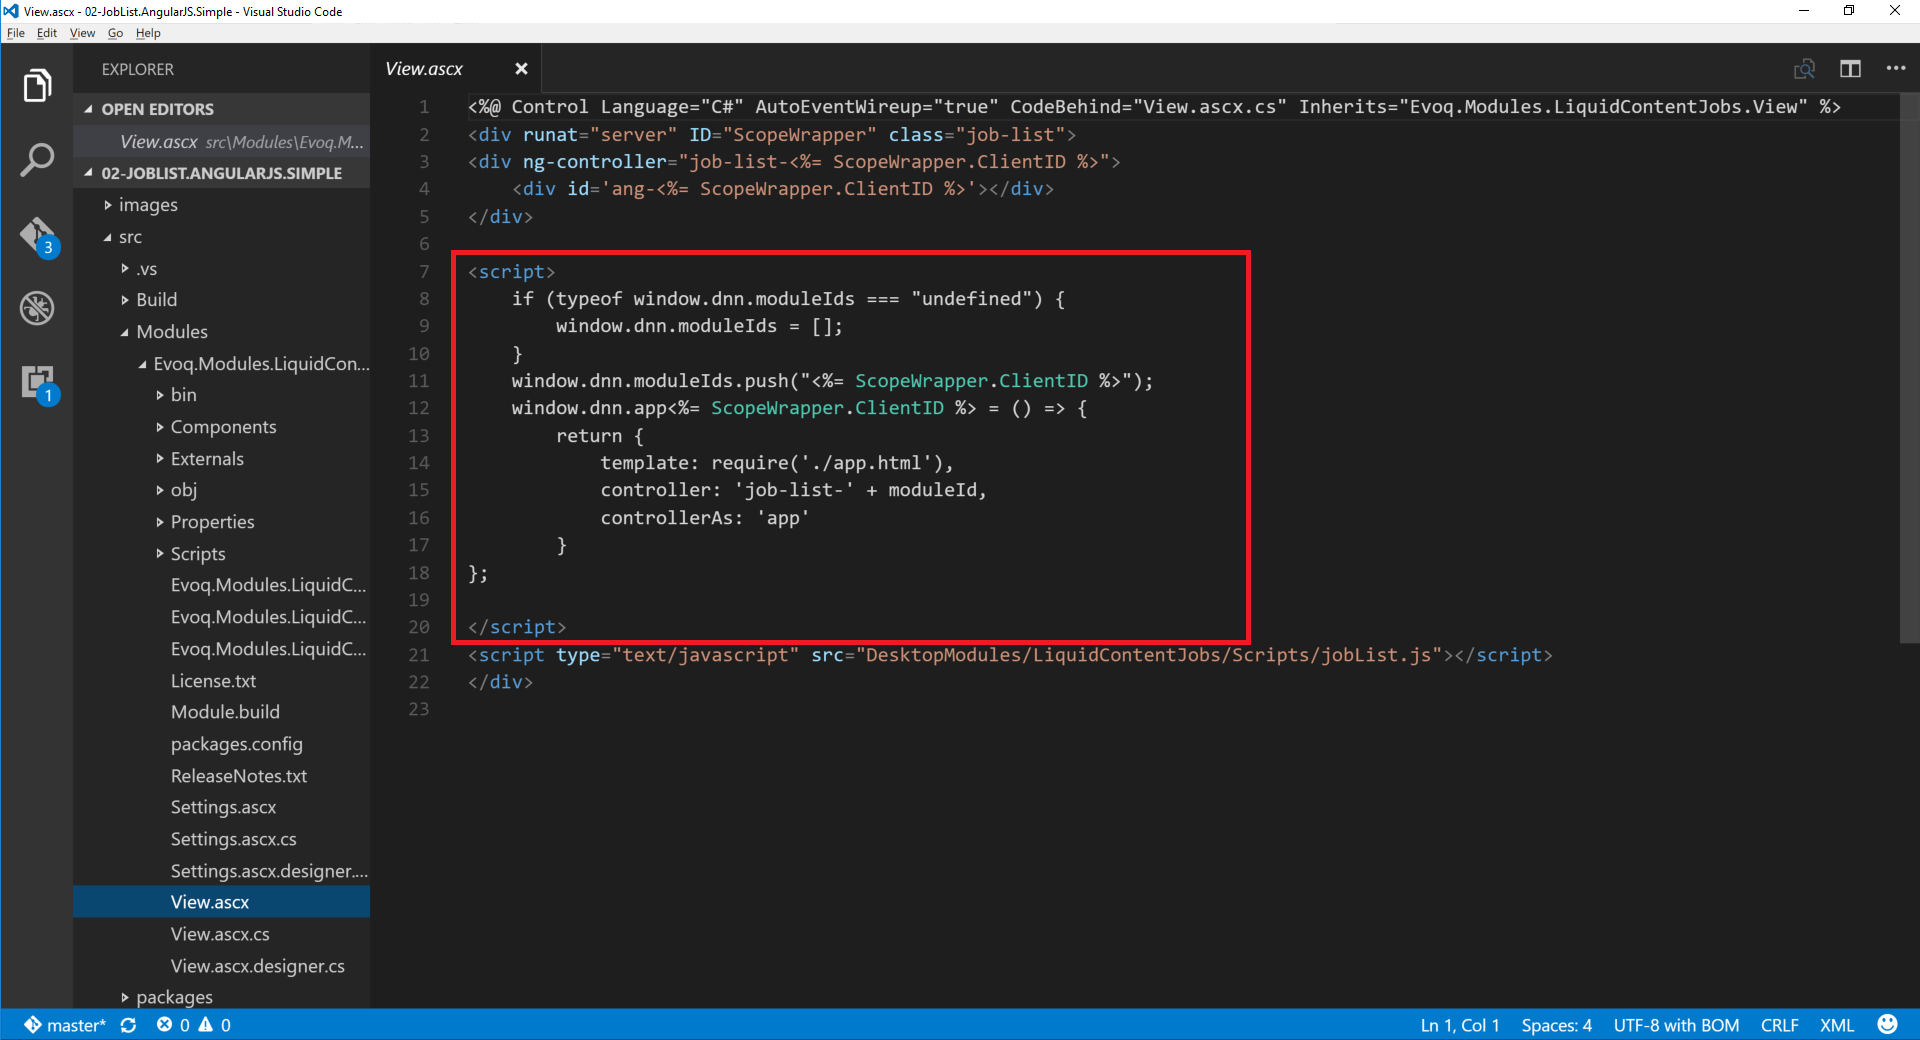 View.ascx - 02-JobList.AngularJS.Simple - Visual Studio Code
File Edit View Go Help
EXPLORER
OPEN EDITORS
View.ascx src\Modules\Evoq.M...
02-JOBLIST.ANGULARJS.SIMPLE
images
src
.vs
Build
Modules
Evoq.Modules.LiquidCon...
bin
Components
Externals
obj
Properties
Scripts
Evoq.Modules.LiquidC...
Evoq.Modules.LiquidC...
Evoq.Modules.LiquidC...
License.txt
Module.build
packages.config
ReleaseNotes.txt
Settings.ascx
Settings.ascx.cs
Settings.ascx.designer....
View.ascx
View.ascx.cs
View.ascx.designer.cs
packages
3
1
View.ascx
1 <%@ Control Language="C#" AutoEventWireup="true" CodeBehind="View.ascx.cs" Inherits="Evoq.Modules.LiquidContentJobs.View" %>
2 <div runat="server" ID="ScopeWrapper" class="job-list">
3 <div ng-controller="job-list-<%= ScopeWrapper.ClientID %>">
4     <div id='ang-<%= ScopeWrapper.ClientID %>'></div>
5 </div>
6
7 <script>
8     if (typeof window.dnn.moduleIds === "undefined") {
9         window.dnn.moduleIds = [];
10     }
11     window.dnn.moduleIds.push("<%= ScopeWrapper.ClientID %>");
12     window.dnn.app<%= ScopeWrapper.ClientID %> = () => {
13         return {
14             template: require('./app.html'),
15             controller: 'job-list-' + moduleId,
16             controllerAs: 'app'
17         }
18 };
19
20 </script>
21 <script type="text/javascript" src="DesktopModules/LiquidContentJobs/Scripts/jobList.js"></script>
22 </div>
23
master* 0 0 Ln 1, Col 1 Spaces: 4 UTF-8 with BOM CRLF XML